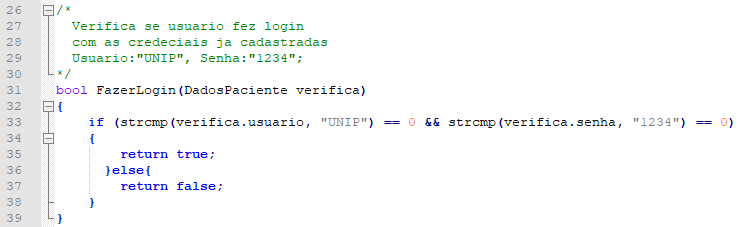 26 /*
27 Verifica se usuario fez login
28 com as credeciais ja cadastradas
29 Usuario:"UNIP", Senha:"1234";
30 */
31 bool FazerLogin(DadosPaciente verifica)
32 {
33 if (strcmp(verifica.usuario, "UNIP") == 0 && strcmp(verifica.senha, "1234") == 0)
34 {
35 return true;
36 }else{
37 return false;
38 }
39 }